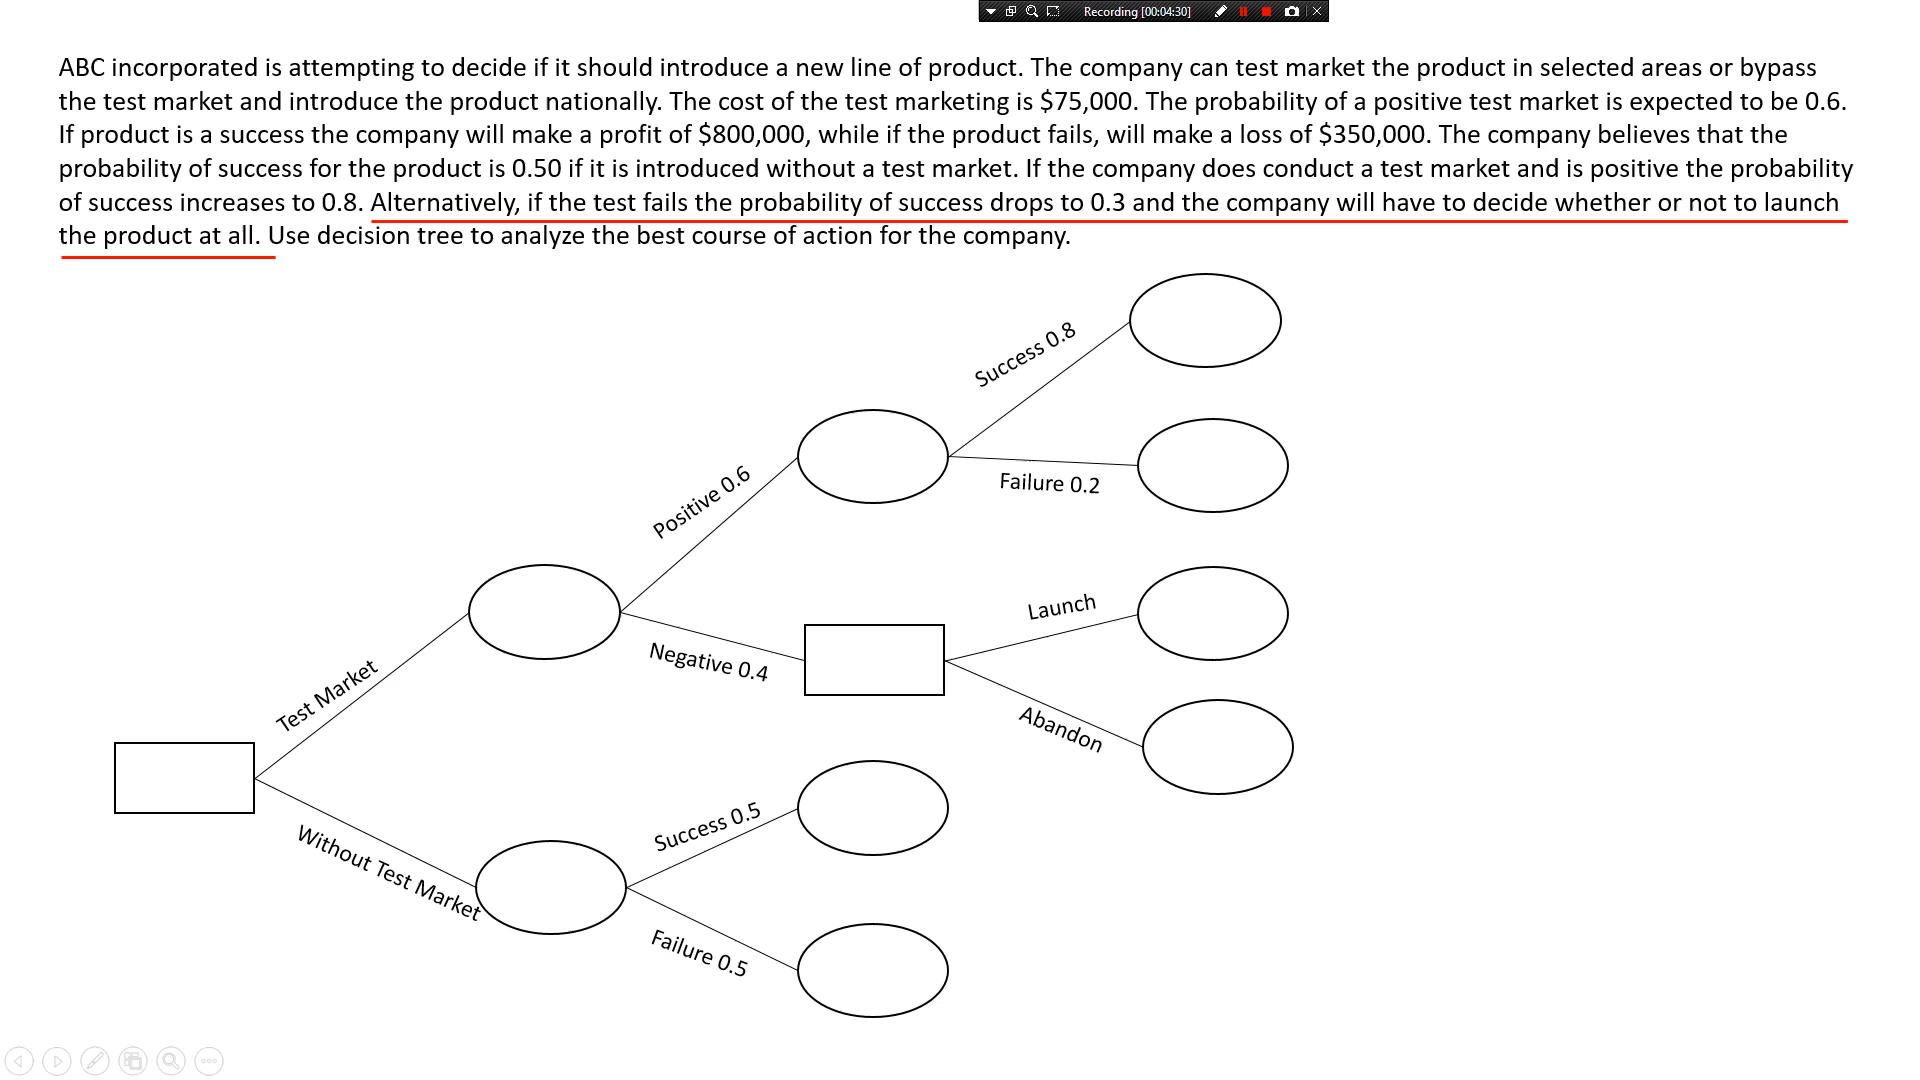 Recording [00:04:30]
ABC incorporated is attempting to decide if it should introduce a new line of product. The company can test market the product in selected areas or bypass
the test market and introduce the product nationally. The cost of the test marketing is $75,000. The probability of a positive test market is expected to be 0.6.
If product is a success the company will make a profit of $800,000, while if the product fails, will make a loss of $350,000. The company believes that the
probability of success for the product is 0.50 if it is introduced without a test market. If the company does conduct a test market and is positive the probability
of success increases to 0.8. Alternatively, if the test fails the probability of success drops to 0.3 and the company will have to decide whether or not to launch
the product at all. Use decision tree to analyze the best course of action for the company.
Success 0.8
Positive 0.6
Failure 0.2
Launch
Negative 0.4
Test Market
Abandon
Success 0.5
Without Test Market
Failure 0.5